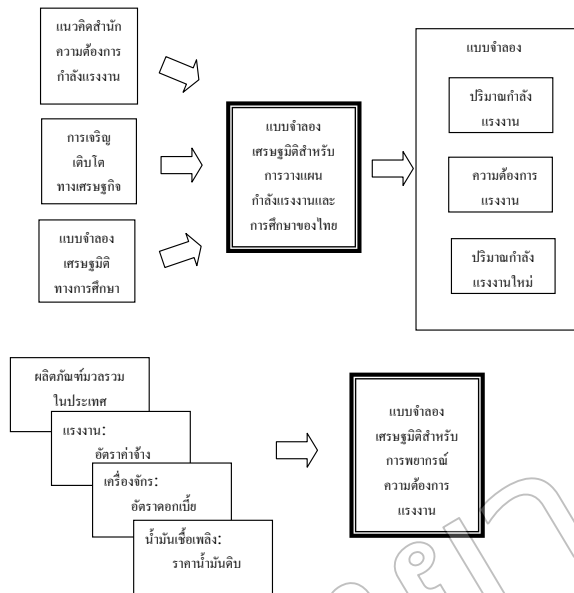 แนวคิดสำนัก
ความต้องการ
กำลังแรงงาน
การเจริญ
เติบโต
ทางเศรษฐกิจ
แบบจำลอง
เศรษฐมิติ
ทางการศึกษา
แบบจำลอง
เศรษฐมิติสำหรับ
การวางแผน
กำลังแรงงานและ
การศึกษาของไทย
แบบจำลอง
ปริมาณกำลัง
แรงงาน
ความต้องการ
แรงงาน
ปริมาณกำลัง
แรงงานใหม่
ผลิตภัณฑ์มวลรวม
ในประเทศ
แรงงาน:
อัตราค่าจ้าง
เครื่องจักร:
อัตราดอกเบี้ย
น้ำมันเชื้อเพลิง:
ราคาน้ำมันดิบ
แบบจำลอง
เศรษฐมิติสำหรับ
การพยากรณ์
ความต้องการ
แรงงาน